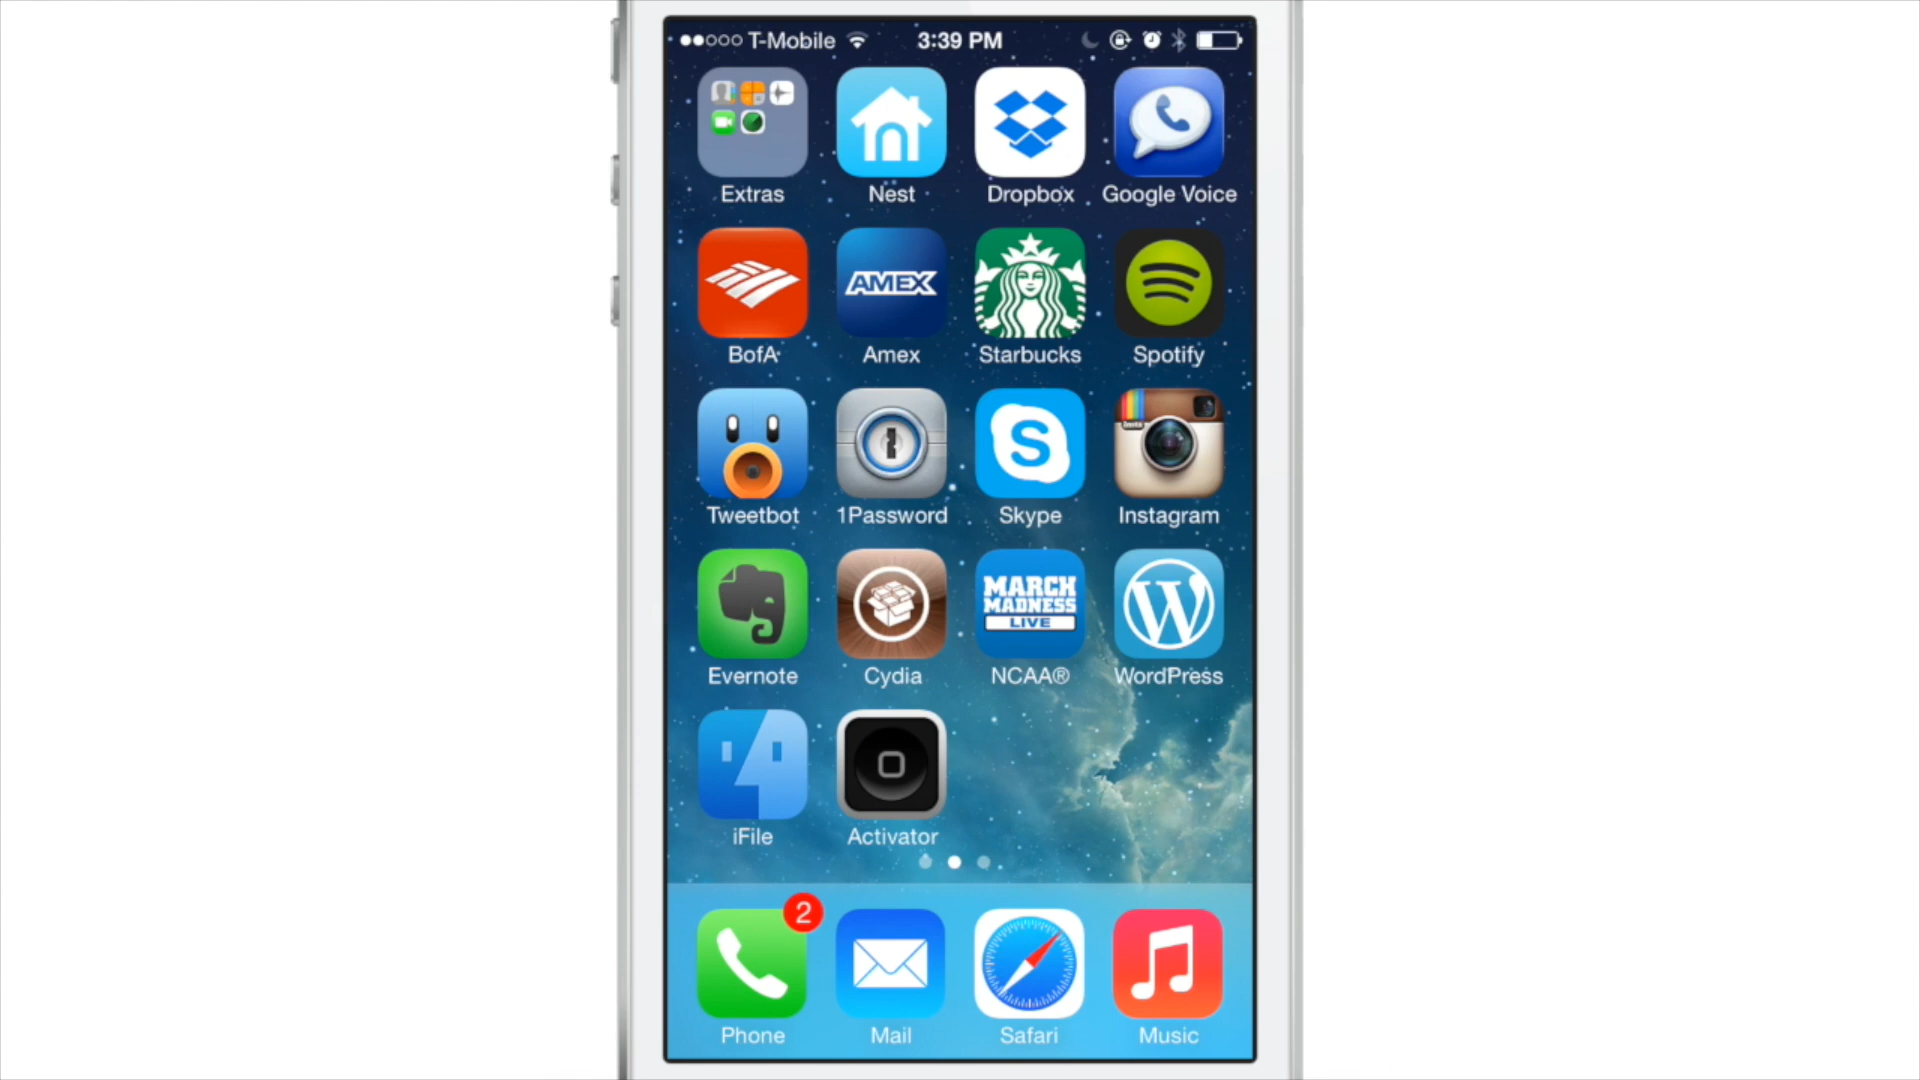 T-Mobile 3:39 PM
Extras Nest Dropbox Google Voice
AMEX
BofA Amex Starbucks Spotify
S
Tweetbot 1Password Skype Instagram
MARCH
MADNESS
LIVE
W
Evernote Cydia NCAA® WordPress
iFile Activator
2
Phone Mail Safari Music